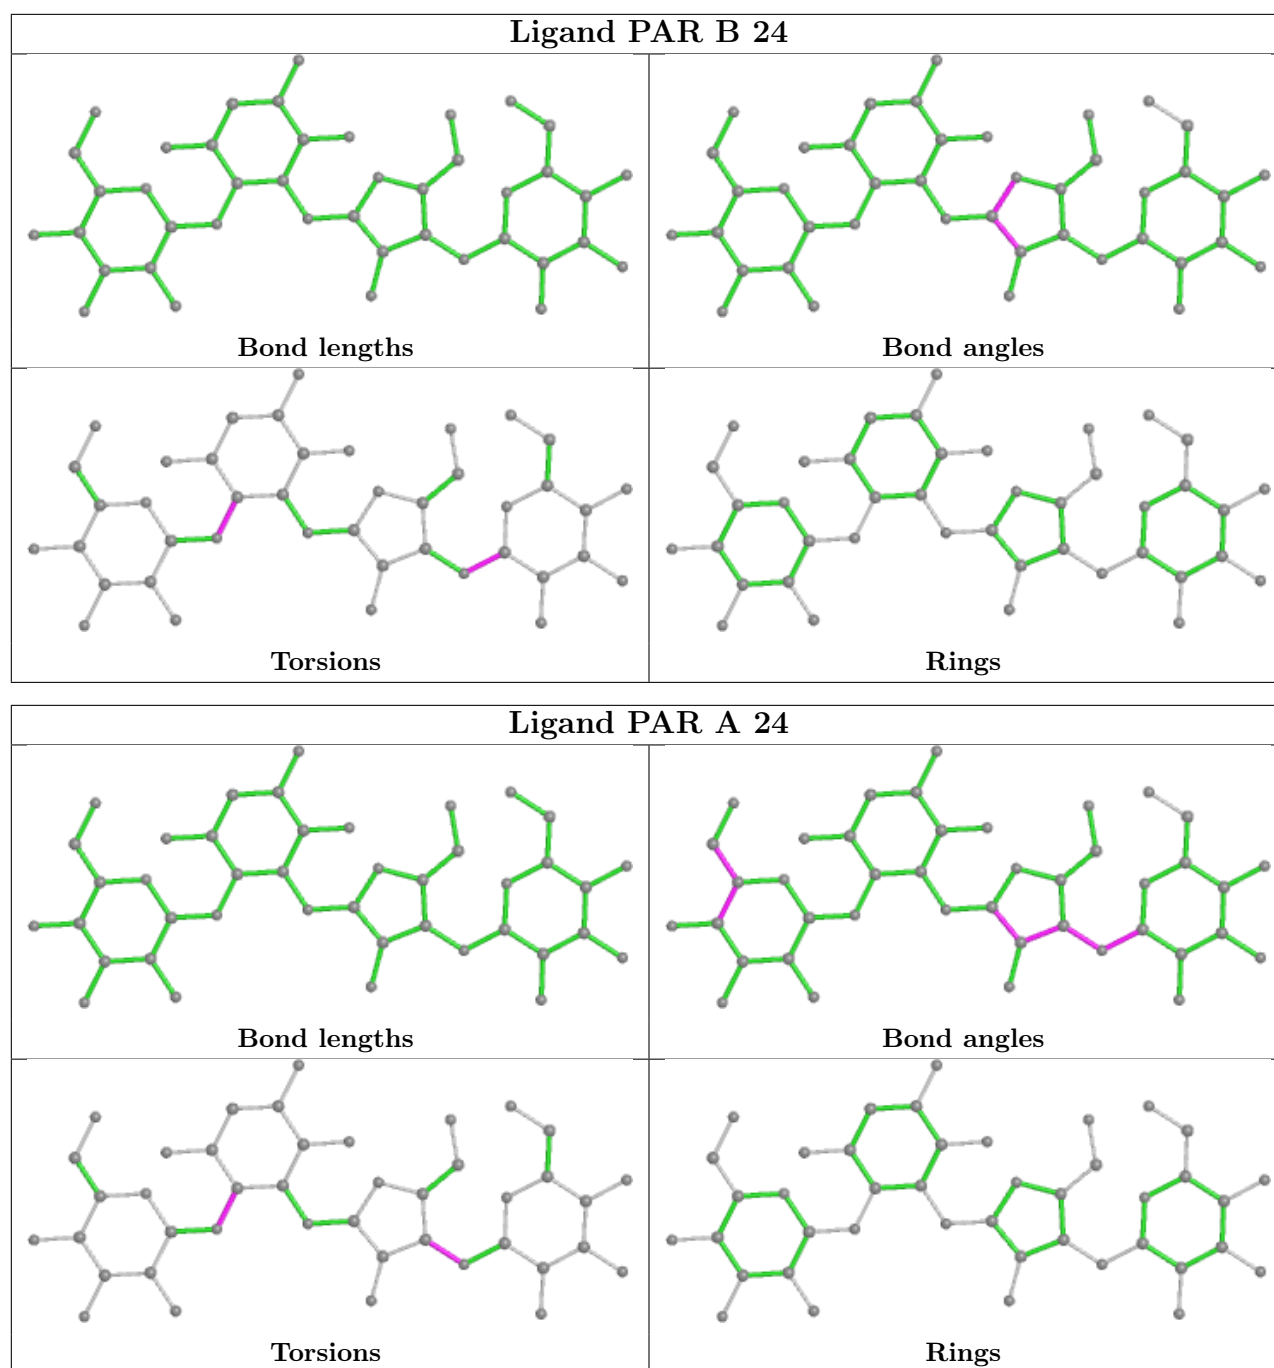 Ligand PAR B 24
Bond lengths
Bond angles
Torsions
Rings
Ligand PAR A 24
Bond lengths
Bond angles
Torsions
Rings